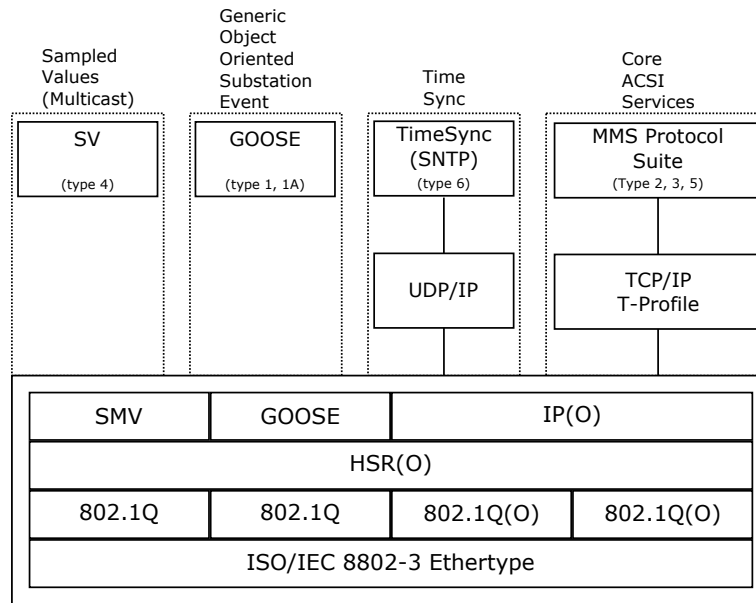 Sampled
Values
(Multicast)
Generic
Object
Oriented
Substation
Event
Time
Sync
Core
ACSI
Services
SV
(type 4)
GOOSE
(type 1, 1A)
TimeSync
(SNTP)
(type 6)
MMS Protocol
Suite
(Type 2, 3, 5)
UDP/IP
TCP/IP
T-Profile
SMV
GOOSE
IP(O)
HSR(O)
802.1Q
802.1Q
802.1Q(O)
802.1Q(O)
ISO/IEC 8802-3 Ethertype